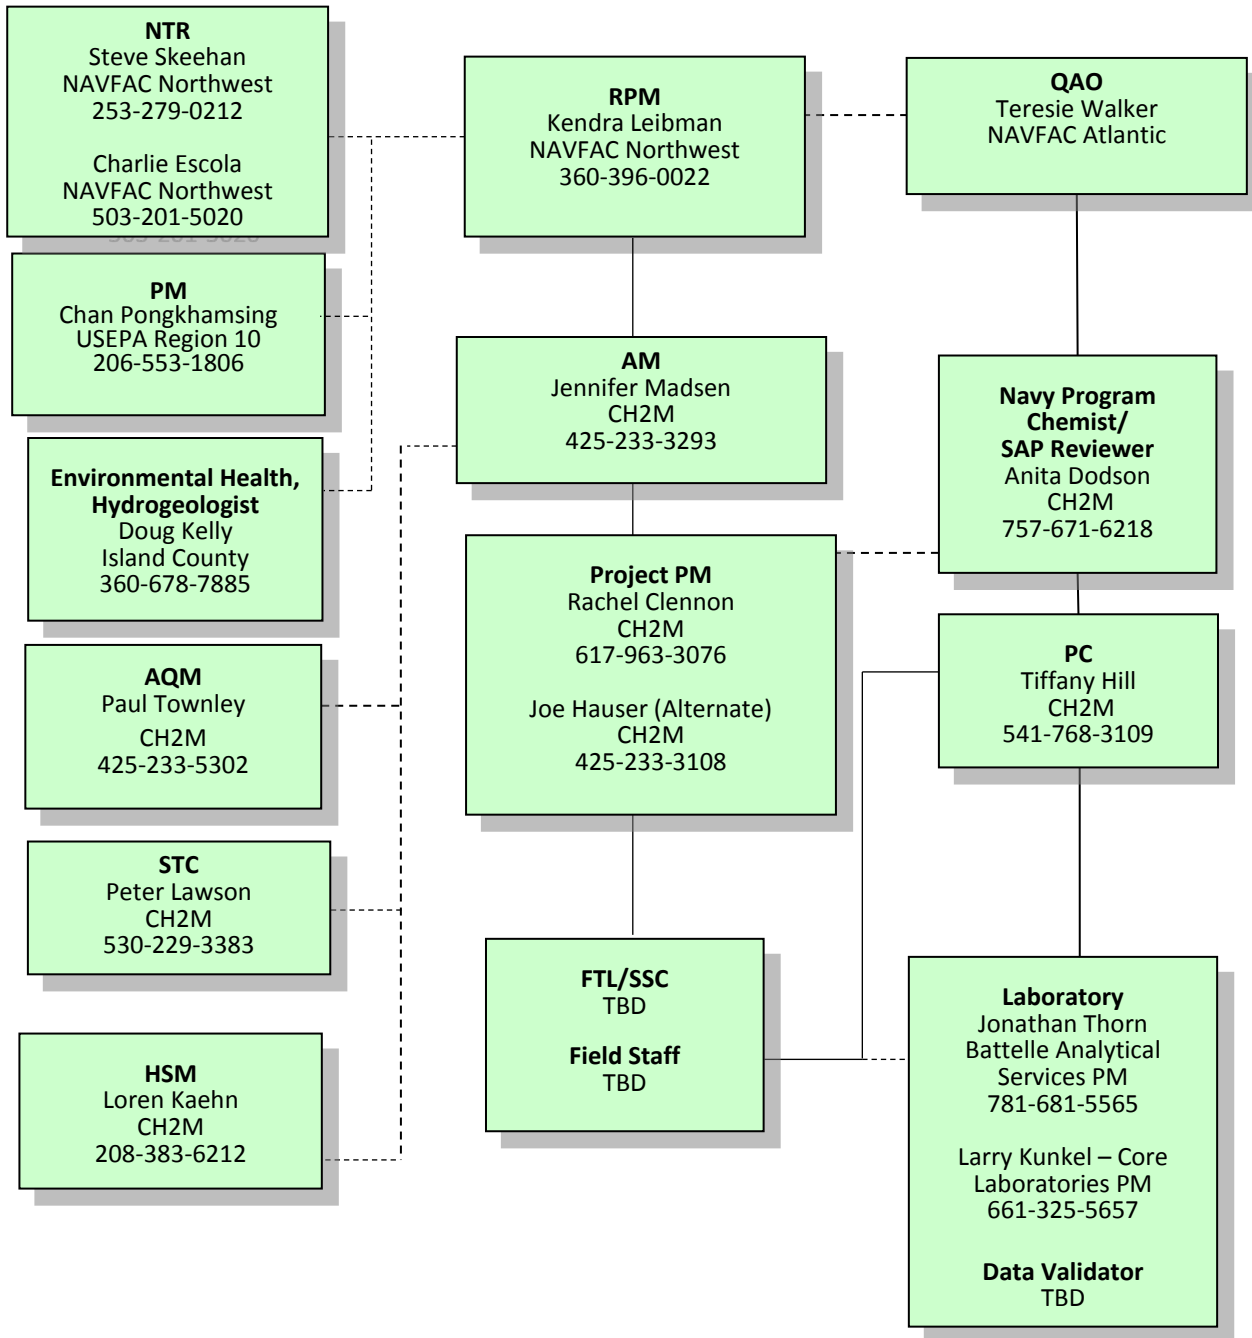 NTR
Steve Skeehan
NAVFAC Northwest
253-279-0212
Charlie Escola
NAVFAC Northwest
503-201-5020
PM
Chan Pongkhamsing
USEPA Region 10
206-553-1806
Environmental Health,
Hydrogeologist
Doug Kelly
Island County
360-678-7885
AQM
Paul Townley
CH2M
425-233-5302
STC
Peter Lawson
CH2M
530-229-3383
HSM
Loren Kaehn
CH2M
208-383-6212
RPM
Kendra Leibman
NAVFAC Northwest
360-396-0022
AM
Jennifer Madsen
CH2M
425-233-3293
Project PM
Rachel Clennon
CH2M
617-963-3076
Joe Hauser (Alternate)
CH2M
425-233-3108
FTL/SSC
TBD
Field Staff
TBD
QAO
Teresie Walker
NAVFAC Atlantic
Navy Program
Chemist/
SAP Reviewer
Anita Dodson
CH2M
757-671-6218
PC
Tiffany Hill
CH2M
541-768-3109
Laboratory
Jonathan Thorn
Battelle Analytical
Services PM
781-681-5565
Larry Kunkel – Core
Laboratories PM
661-325-5657
Data Validator
TBD